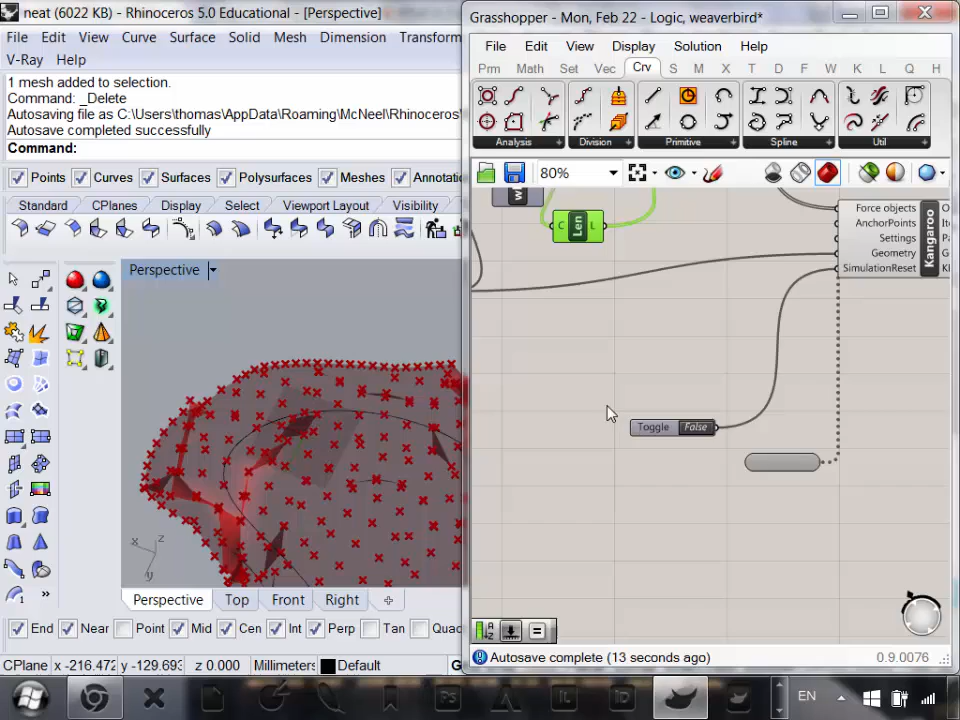 neat (6022 KB) - Rhinoceros 5.0 Educational - [Perspective]
File Edit View Curve Surface Solid Mesh Dimension Transform
V-Ray Help
1 mesh added to selection.
Command: _Delete
Autosaving file as C:\Users\thomas\AppData\Roaming\McNeel\Rhinoceros
Autosave completed successfully
Command:
Points Curves Surfaces Polysurfaces Meshes Annotatio
Standard CPlanes Display Select Viewport Layout Visibility
Perspective
x z y
Perspective Top Front Right
End Near Point Mid Cen Int Perp Tan Quad
CPlane x -216.472 y -129.693 z 0.000 Millimeters Default G
Grasshopper - Mon, Feb 22 - Logic, weaverbird*
File Edit View Display Solution Help
Prm Math Set Vec Crv S M X T D F W K L Q H
Analysis Division Primitive Spline Util
80%
C Len L
Force objects
AnchorPoints
Settings
Geometry
SimulationReset
Kangaroo
Toggle False
Autosave complete (13 seconds ago)
0.9.0076
Ps
EN